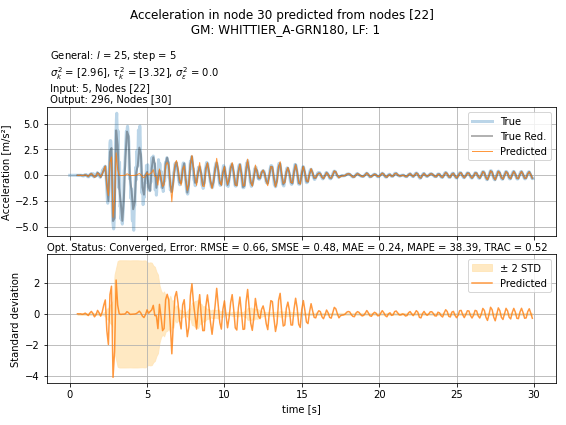 Acceleration in node 30 predicted from nodes [22]
GM: WHITTIER_A-GRN180, LF: 1
General: l = 25, step = 5
σ²ₖ = [2.96], τ²ₖ = [3.32], σ²ε = 0.0
Input: 5, Nodes [22]
Output: 296, Nodes [30]
Acceleration [m/s²]
5.0
2.5
0.0
−2.5
−5.0
True
True Red.
Predicted
Opt. Status: Converged, Error: RMSE = 0.66, SMSE = 0.48, MAE = 0.24, MAPE = 38.39, TRAC = 0.52
Standard deviation
2
0
−2
−4
± 2 STD
Predicted
0 5 10 15 20 25 30
time [s]